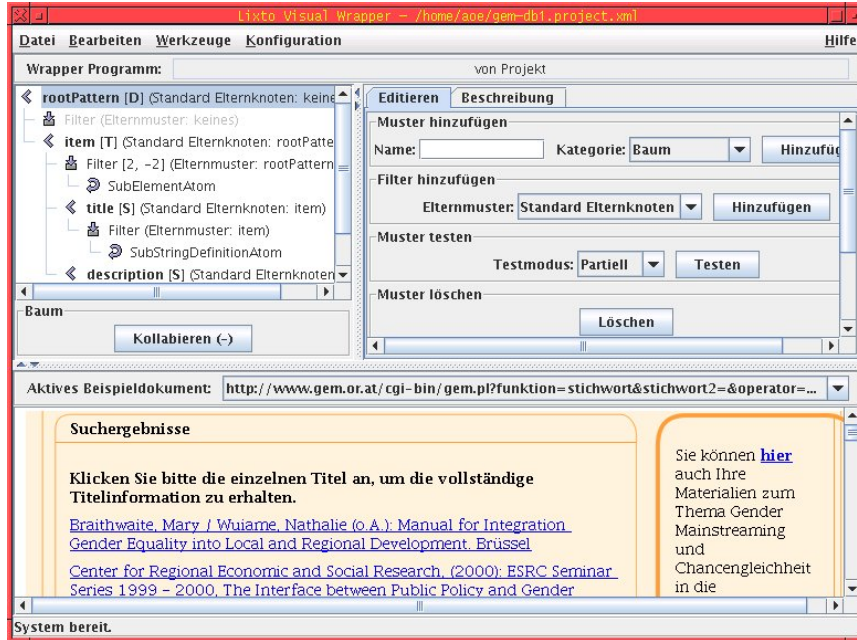 Lixto Visual Wrapper – /home/aoe/gem-db1.project.xml
Datei Bearbeiten Werkzeuge Konfiguration Hilfe
Wrapper Programm: von Projekt
rootPattern [D] (Standard Elternknoten: keine
Filter (Elternmuster: keines)
item [T] (Standard Elternknoten: rootPatte
Filter [2, -2] (Elternmuster: rootPattern
SubElementAtom
title [S] (Standard Elternknoten: item)
Filter (Elternmuster: item)
SubStringDefinitionAtom
description [S] (Standard Elternknoten
Baum
Kollabieren (-)
Editieren Beschreibung
Muster hinzufügen
Name: Kategorie: Baum Hinzufüg
Filter hinzufügen
Elternmuster: Standard Elternknoten Hinzufügen
Muster testen
Testmodus: Partiell Testen
Muster löschen
Löschen
Aktives Beispieldokument: http://www.gem.or.at/cgi-bin/gem.pl?funktion=stichwort&stichwort2=&operator=...
Suchergebnisse
Klicken Sie bitte die einzelnen Titel an, um die vollständige
Titelinformation zu erhalten.
Braithwaite, Mary / Wuiame, Nathalie (o.A.): Manual for Integration
Gender Equality into Local and Regional Development. Brüssel
Center for Regional Economic and Social Research, (2000): ESRC Seminar
Series 1999 – 2000, The Interface between Public Policy and Gender
Sie können hier
auch Ihre
Materialien zum
Thema Gender
Mainstreaming
und
Chancengleichheit
in die
System bereit.